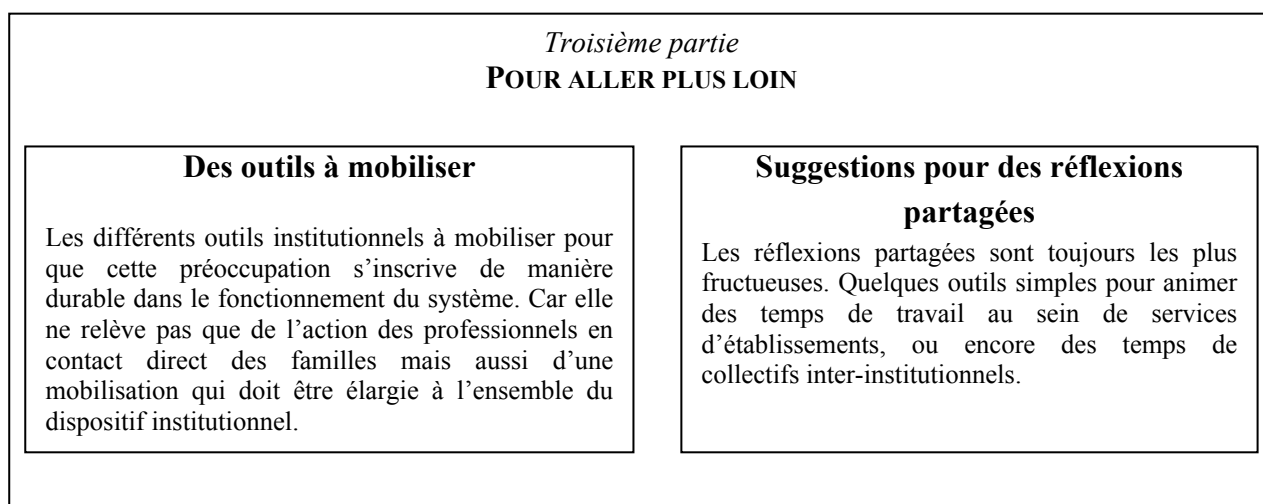 Troisième partie
POUR ALLER PLUS LOIN
Des outils à mobiliser
Les différents outils institutionnels à mobiliser pour
que cette préoccupation s’inscrive de manière
durable dans le fonctionnement du système. Car elle
ne relève pas que de l’action des professionnels en
contact direct des familles mais aussi d’une
mobilisation qui doit être élargie à l’ensemble du
dispositif institutionnel.
Suggestions pour des réflexions
partagées
Les réflexions partagées sont toujours les plus
fructueuses. Quelques outils simples pour animer
des temps de travail au sein de services
d’établissements, ou encore des temps de
collectifs inter-institutionnels.